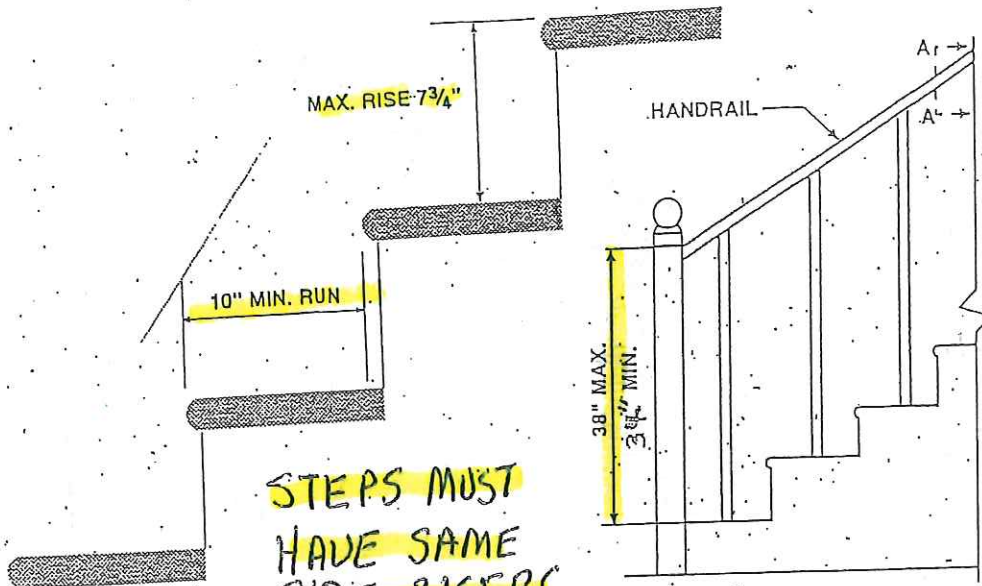 MAX. RISE 7¾"
10" MIN. RUN
STEPS MUST
HAVE SAME
HANDRAIL
A
A
38" MAX.
34" MIN.